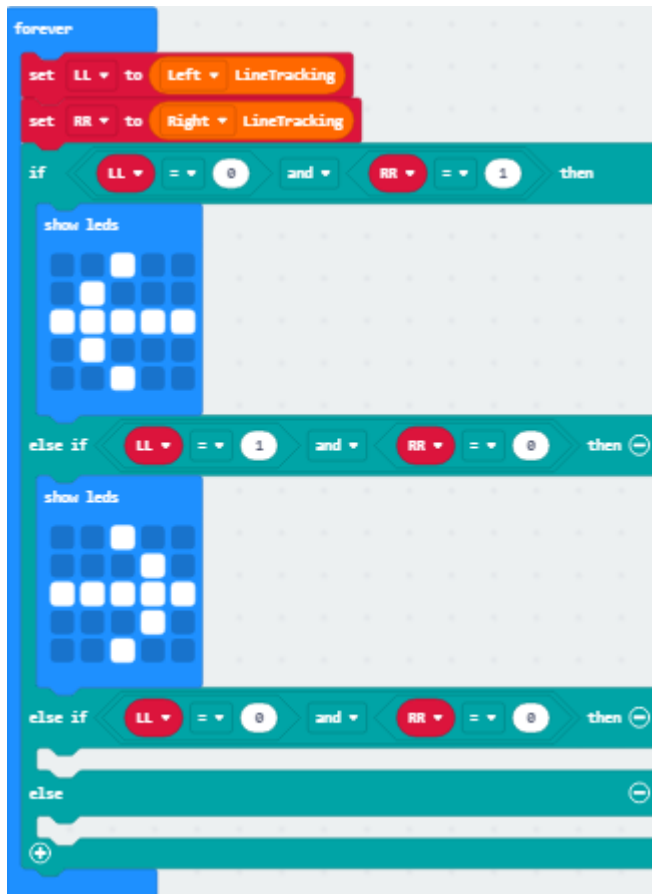 forever
set LL to Left LineTracking
set RR to Right LineTracking
if LL = 0 and RR = 1 then
show leds
else if LL = 1 and RR = 0 then
show leds
else if LL = 0 and RR = 0 then
else